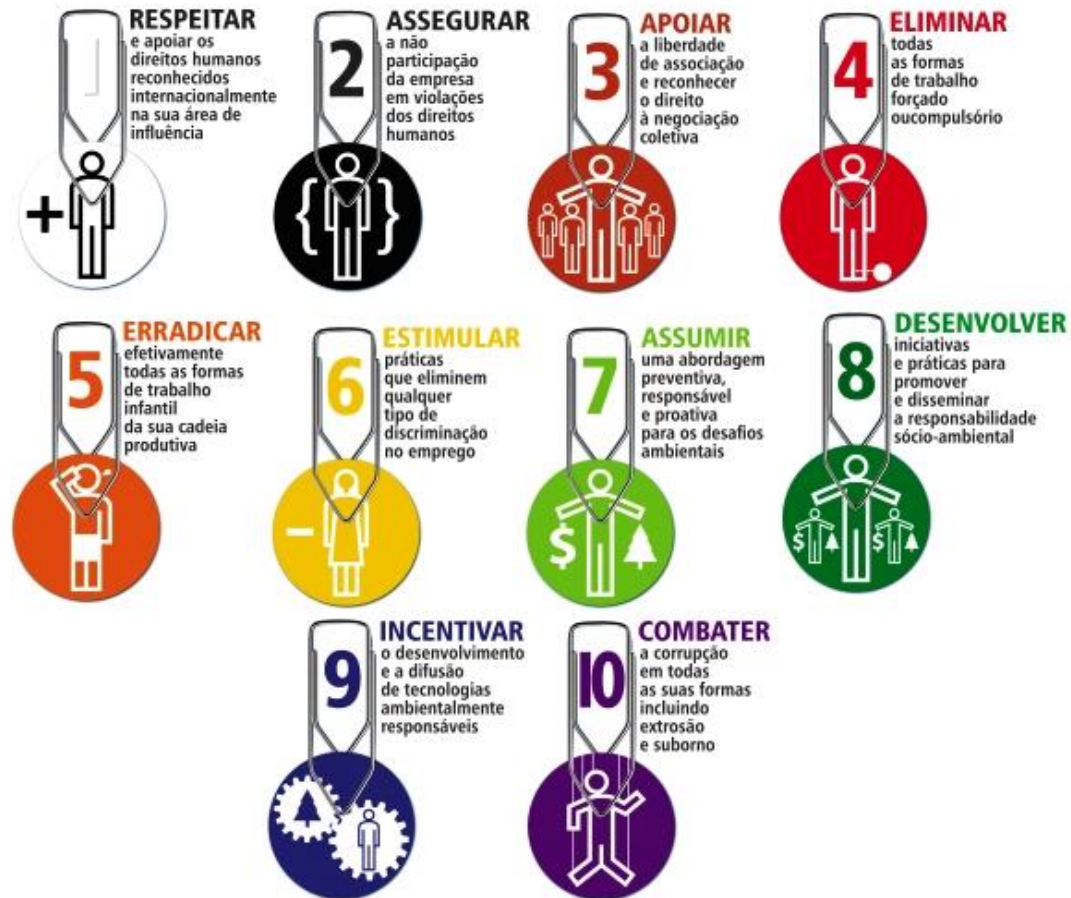 1
RESPEITAR
e apoiar os
direitos humanos
reconhecidos
internacionalmente
na sua área de
influência
2
ASSEGURAR
a não
participação
da empresa
em violações
dos direitos
humanos
3
APOIAR
a liberdade
de associação
e reconhecer
o direito
à negociação
coletiva
4
ELIMINAR
todas
as formas
de trabalho
forçado
oucompulsório
5
ERRADICAR
efetivamente
todas as formas
de trabalho
infantil
da sua cadeia
produtiva
6
ESTIMULAR
práticas
que eliminem
qualquer
tipo de
discriminação
no emprego
7
ASSUMIR
uma abordagem
preventiva,
responsável
e proativa
para os desafios
ambientais
$
8
DESENVOLVER
iniciativas
e práticas para
promover
e disseminar
a responsabilidade
sócio-ambiental
$ $
9
INCENTIVAR
o desenvolvimento
e a difusão
de tecnologias
ambientalmente
responsáveis
10
COMBATER
a corrupção
em todas
as suas formas
incluindo
extrosão
e suborno